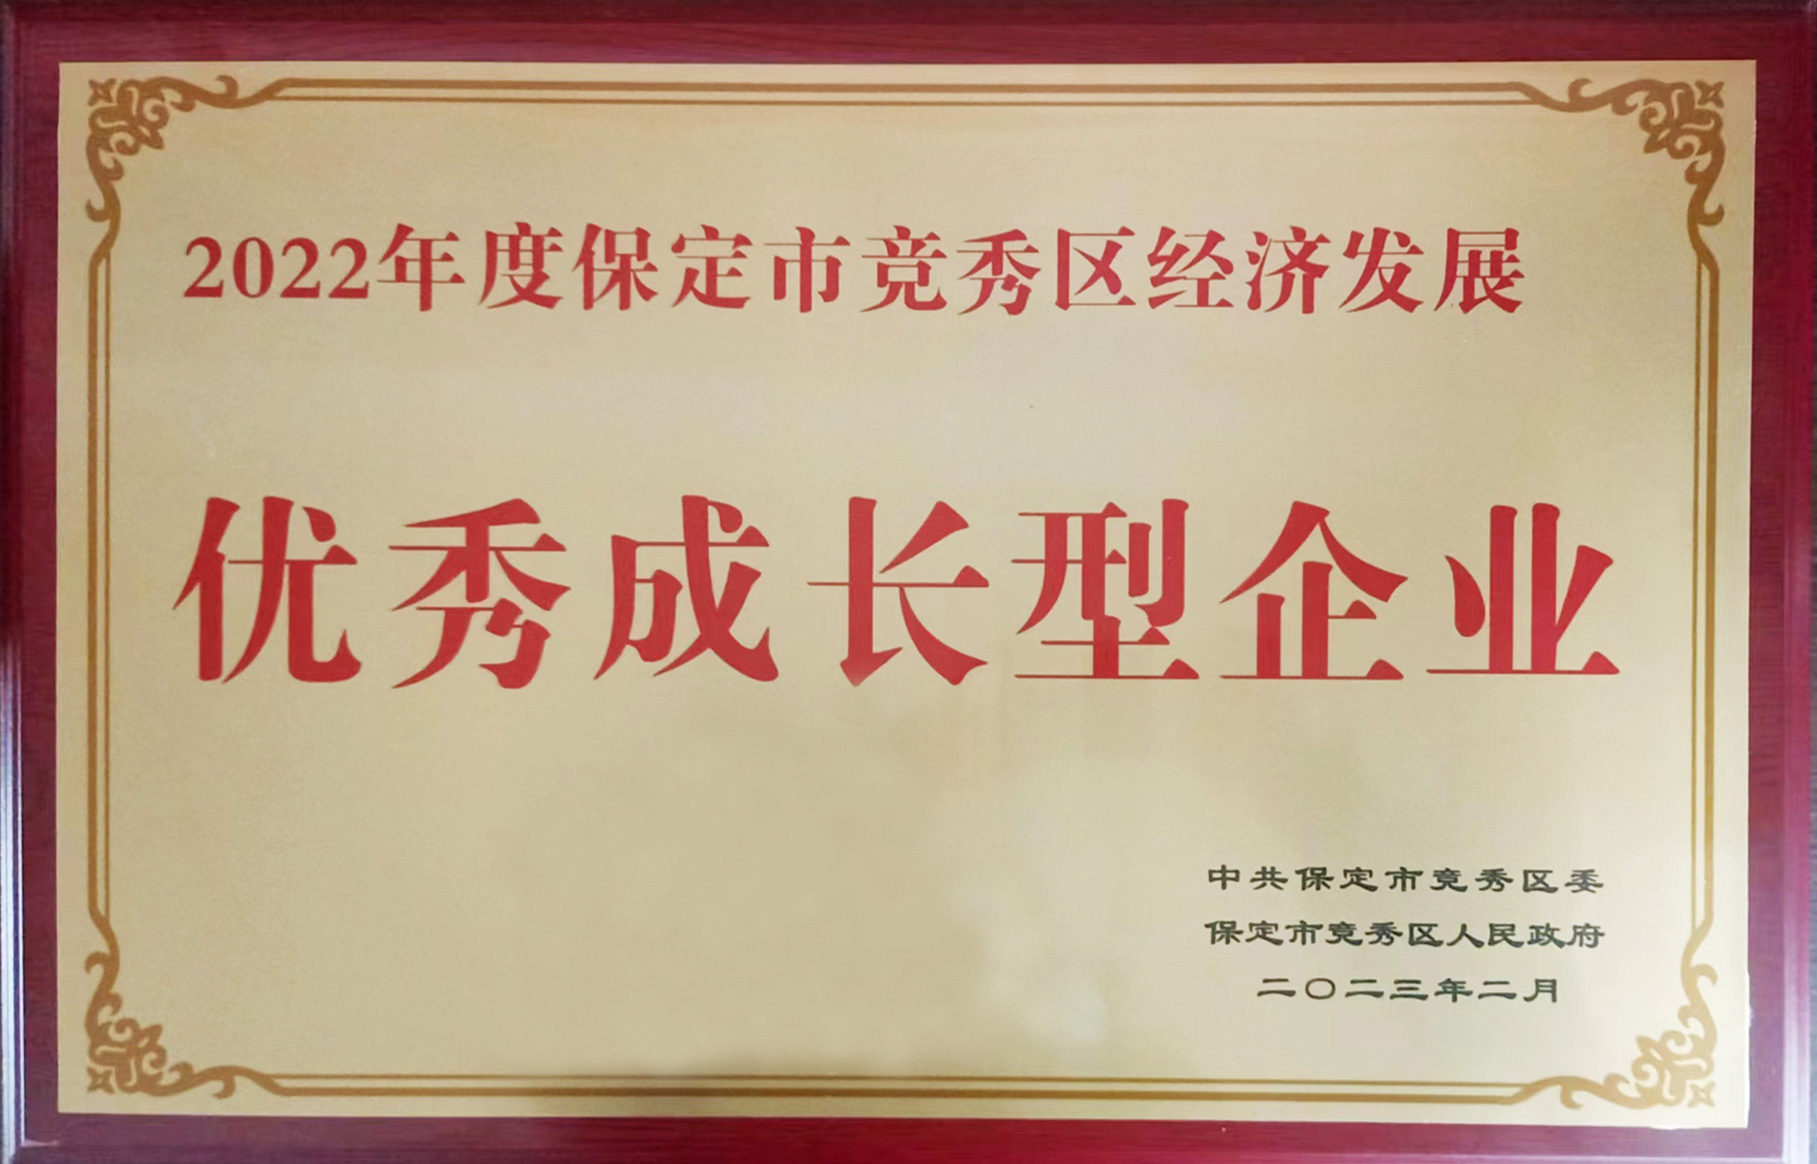 2022年度保定市竞秀区经济发展
优秀成长型企业
中共保定市竞秀区委
保定市竞秀区人民政府
二〇二三年二月